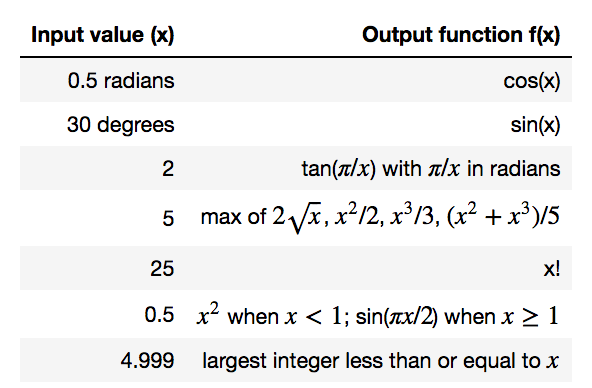 Input value (x) Output function f(x)
0.5 radians cos(x)
30 degrees sin(x)
2 tan(π/x) with π/x in radians
5 max of 2√x, x²/2, x³/3, (x² + x³)/5
25 x!
0.5 x² when x < 1; sin(πx/2) when x ≥ 1
4.999 largest integer less than or equal to x